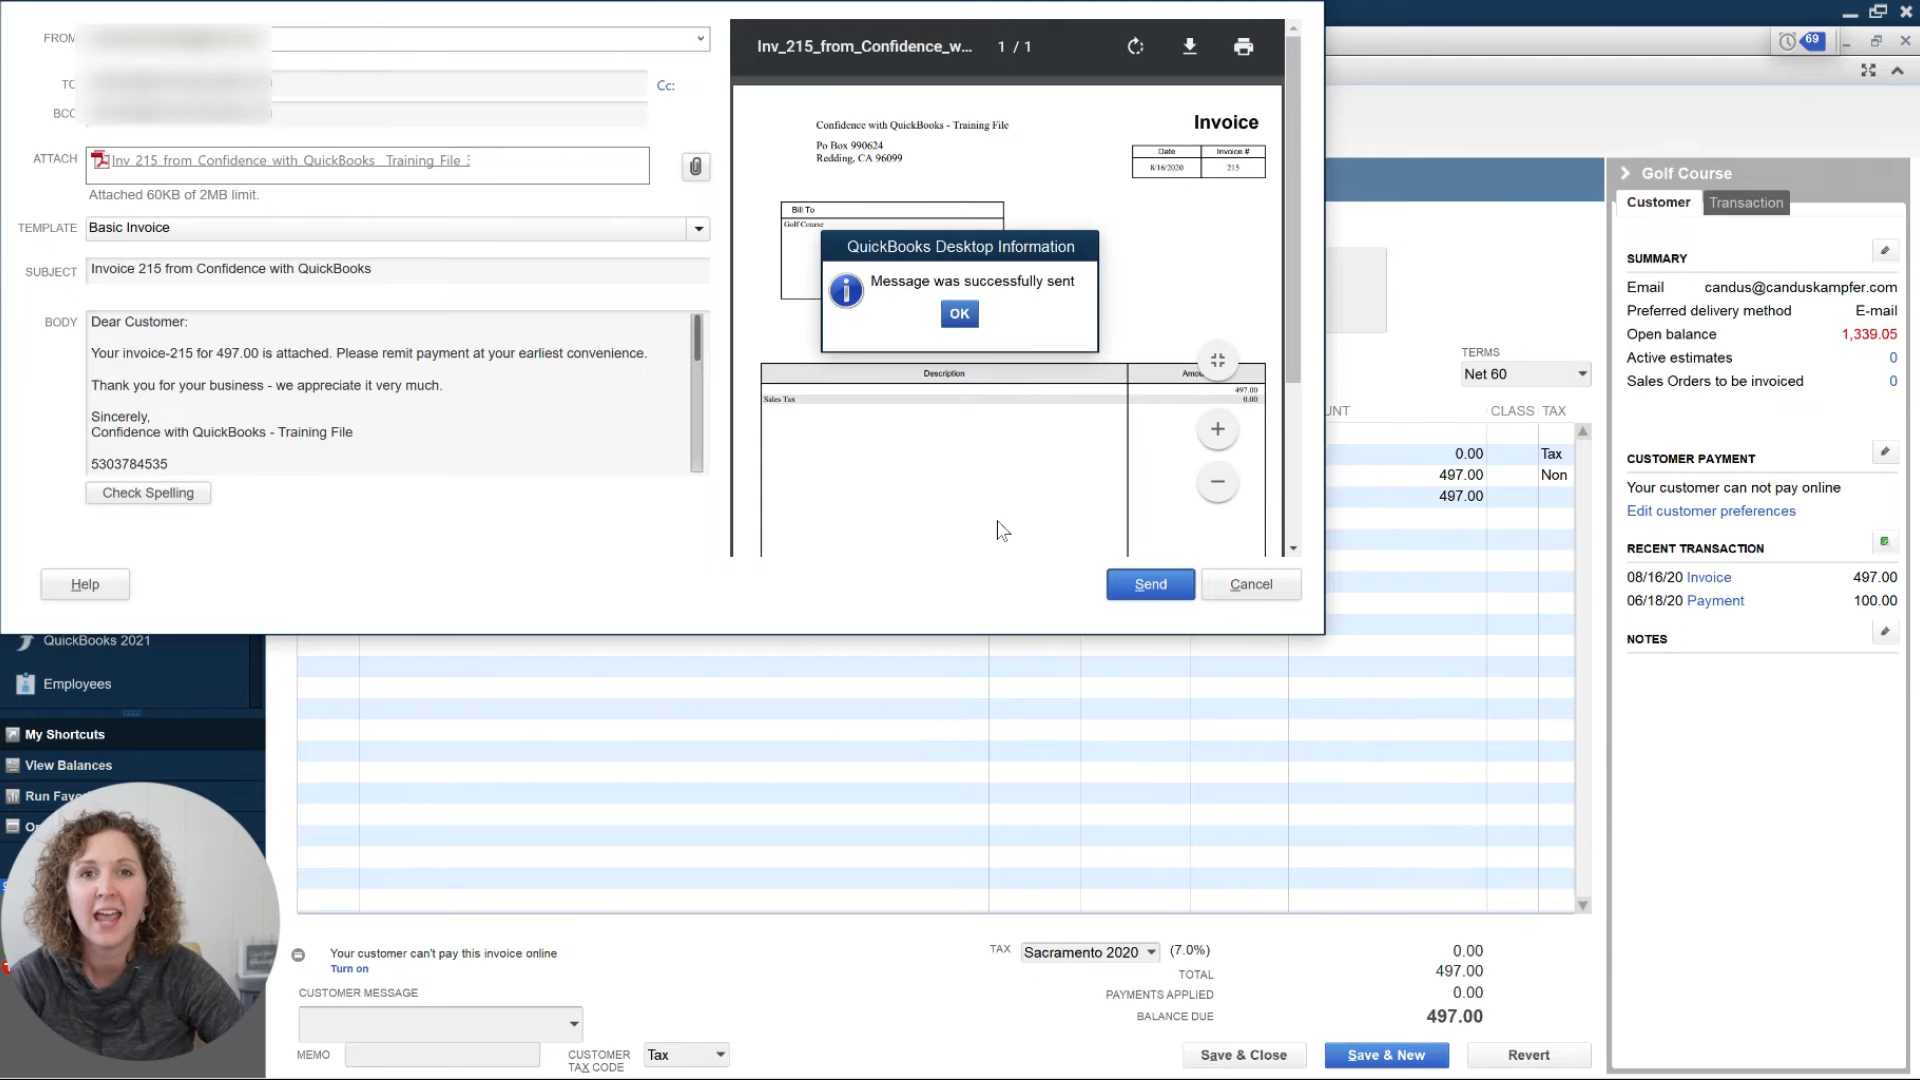 FROM
TO
Cc:
BCC
ATTACH
Inv_215_from_Confidence_with_QuickBooks__Training_File_
Attached 60KB of 2MB limit.
TEMPLATE
Basic Invoice
SUBJECT
Invoice 215 from Confidence with QuickBooks
BODY
Dear Customer:
Your invoice-215 for 497.00 is attached. Please remit payment at your earliest convenience.
Thank you for your business - we appreciate it very much.
Sincerely,
Confidence with QuickBooks - Training File
5303784535
Check Spelling
Help
Send
Cancel
Inv_215_from_Confidence_w...
1 / 1
Confidence with QuickBooks - Training File
Po Box 990624
Redding, CA 96099
Invoice
Date Invoice #
8/16/2020 215
Bill To
Golf Course
QuickBooks Desktop Information
Message was successfully sent
OK
Description
497.00
Sales Tax 0.00
69
Golf Course
Customer
Transaction
SUMMARY
Email candus@canduskampfer.com
Preferred delivery method E-mail
Open balance 1,339.05
Active estimates 0
Sales Orders to be invoiced 0
CUSTOMER PAYMENT
Your customer can not pay online
Edit customer preferences
RECENT TRANSACTION
08/16/20 Invoice 497.00
06/18/20 Payment 100.00
NOTES
TERMS
Net 60
UNT CLASS TAX
0.00 Tax
497.00 Non
497.00
QuickBooks 2021
Employees
My Shortcuts
View Balances
Run Favo
Your customer can't pay this invoice online
Turn on
CUSTOMER MESSAGE
MEMO
CUSTOMER TAX CODE
Tax
TAX Sacramento 2020 (7.0%) 0.00
TOTAL 497.00
PAYMENTS APPLIED 0.00
BALANCE DUE 497.00
Save & Close
Save & New
Revert